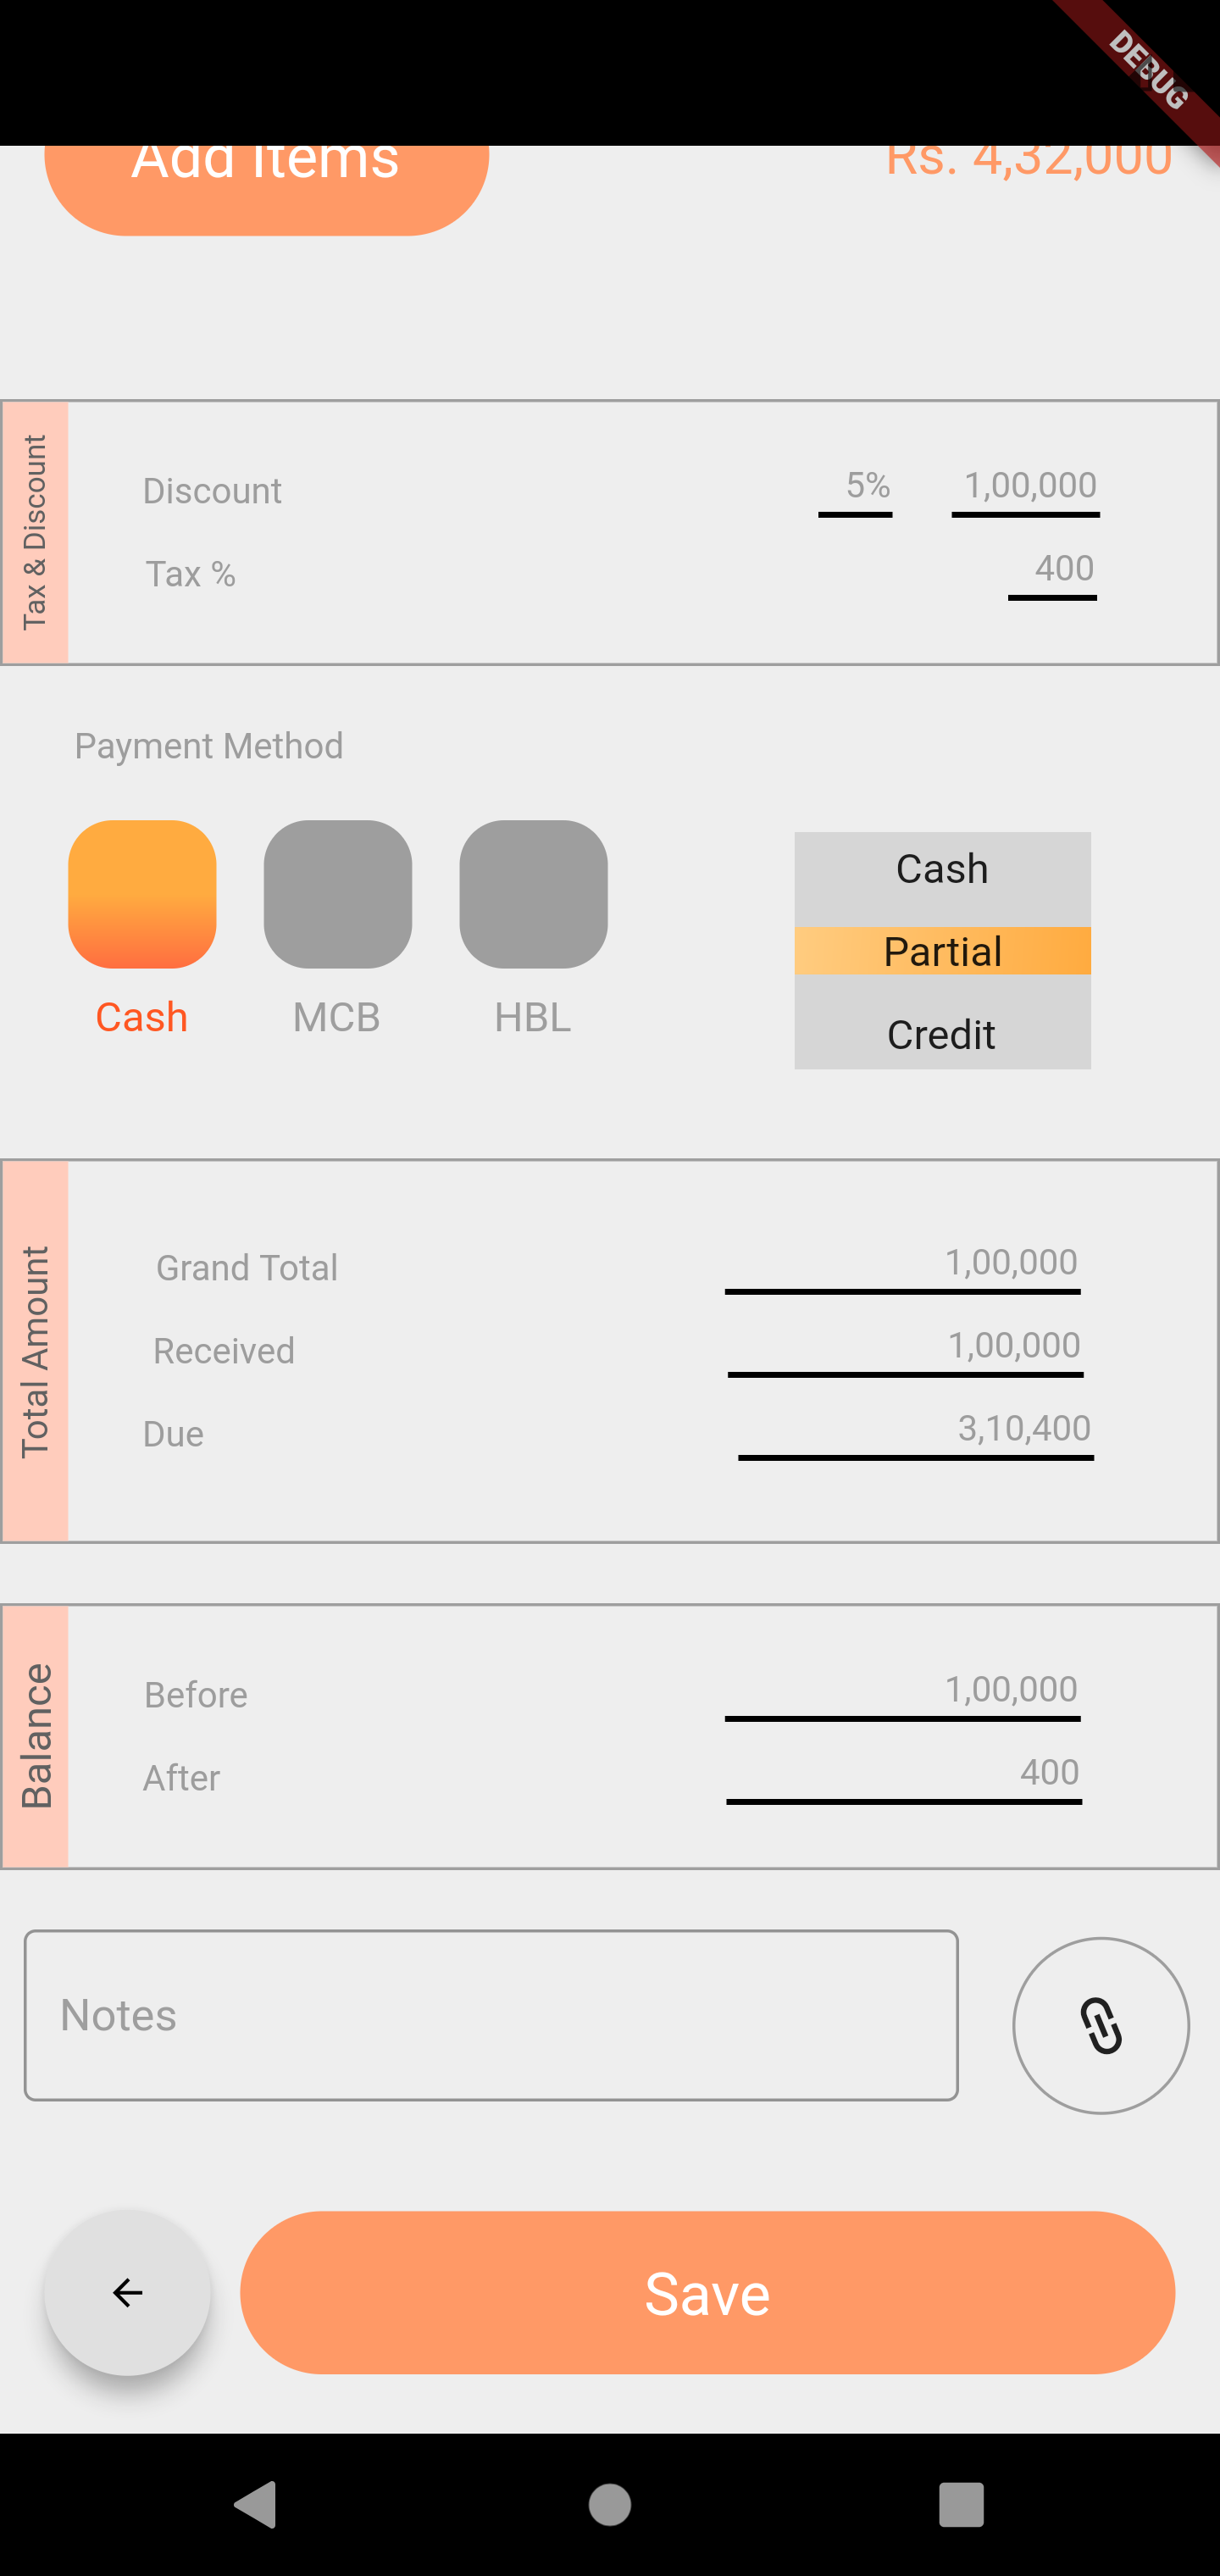 DEBUG
Add Items Rs. 4,32,000
Tax & Discount
Discount 5% 1,00,000
Tax % 400
Payment Method
Cash MCB HBL
Cash
Partial
Credit
Total Amount
Grand Total 1,00,000
Received 1,00,000
Due 3,10,400
Balance
Before 1,00,000
After 400
Notes
Save